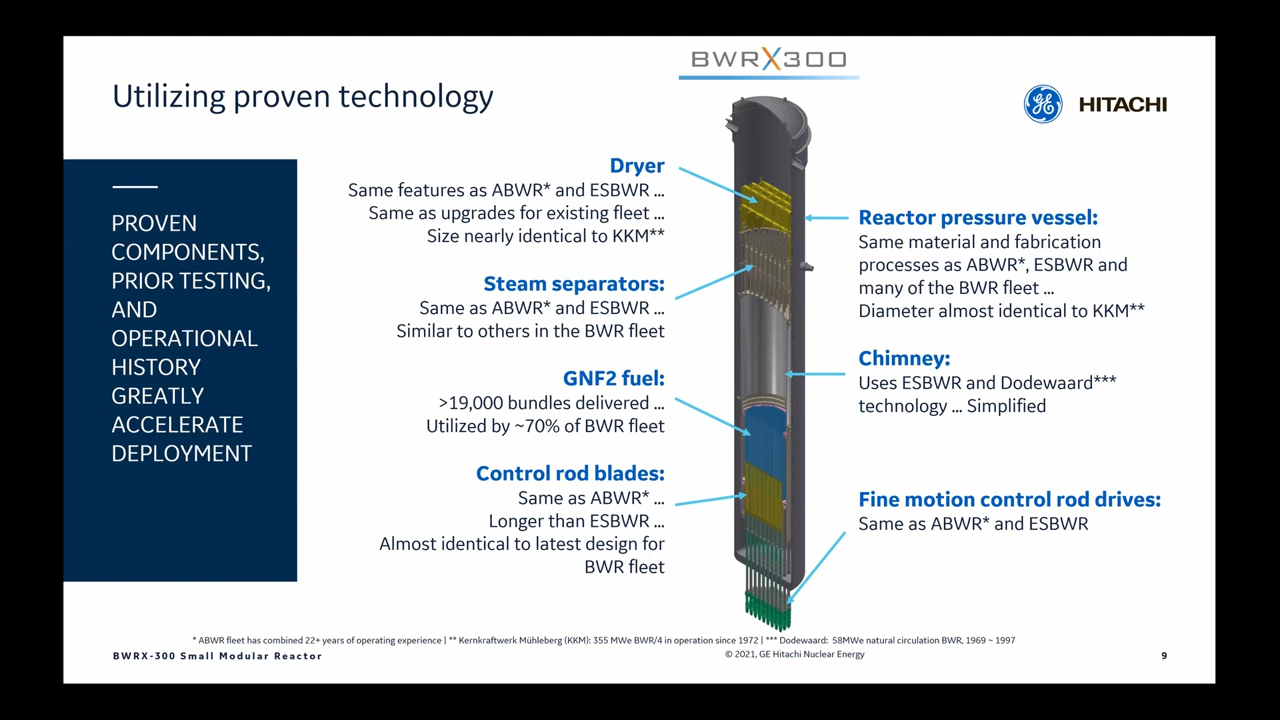 BWRX300
Utilizing proven technology
GE
HITACHI
PROVEN
COMPONENTS,
PRIOR TESTING,
AND
OPERATIONAL
HISTORY
GREATLY
ACCELERATE
DEPLOYMENT
Dryer
Same features as ABWR* and ESBWR ...
Same as upgrades for existing fleet ...
Size nearly identical to KKM**
Steam separators:
Same as ABWR* and ESBWR ...
Similar to others in the BWR fleet
GNF2 fuel:
>19,000 bundles delivered ...
Utilized by ~70% of BWR fleet
Control rod blades:
Same as ABWR* ...
Longer than ESBWR ...
Almost identical to latest design for
BWR fleet
Reactor pressure vessel:
Same material and fabrication
processes as ABWR*, ESBWR and
many of the BWR fleet ...
Diameter almost identical to KKM**
Chimney:
Uses ESBWR and Dodewaard***
technology ... Simplified
Fine motion control rod drives:
Same as ABWR* and ESBWR
* ABWR fleet has combined 22+ years of operating experience | ** Kernkraftwerk Mühleberg (KKM): 355 MWe BWR/4 in operation since 1972 | *** Dodewaard: 58MWe natural circulation BWR, 1969 ~ 1997
BWRX-300 Small Modular Reactor
© 2021, GE Hitachi Nuclear Energy
9